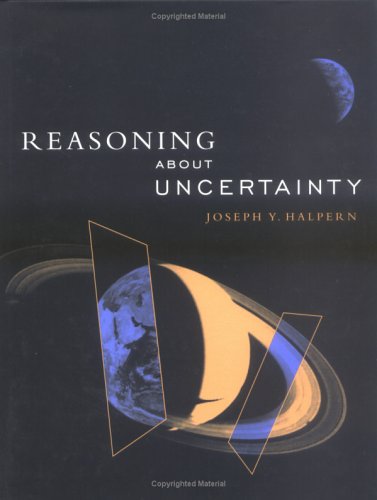 Copyrighted Material
REASONING
ABOUT
UNCERTAINTY
JOSEPH Y. HALPERN
Copyrighted Material